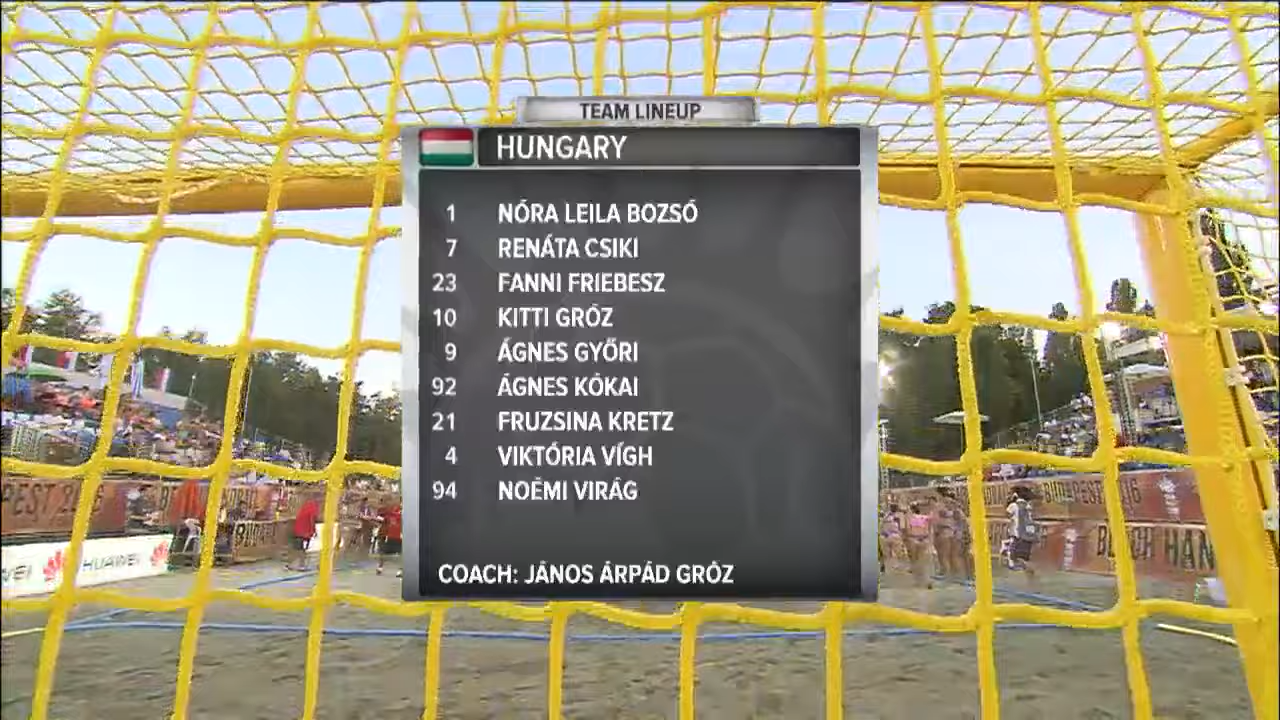 TEAM LINEUP
HUNGARY
1 NÓRA LEILA BOZSÓ
7 RENÁTA CSIKI
23 FANNI FRIEBESZ
10 KITTI GRÓZ
9 ÁGNES GYŐRI
92 ÁGNES KÓKAI
21 FRUZSINA KRETZ
4 VIKTÓRIA VÍGH
94 NOÉMI VIRÁG
COACH: JÁNOS ÁRPÁD GRÓZ
HUAWEI